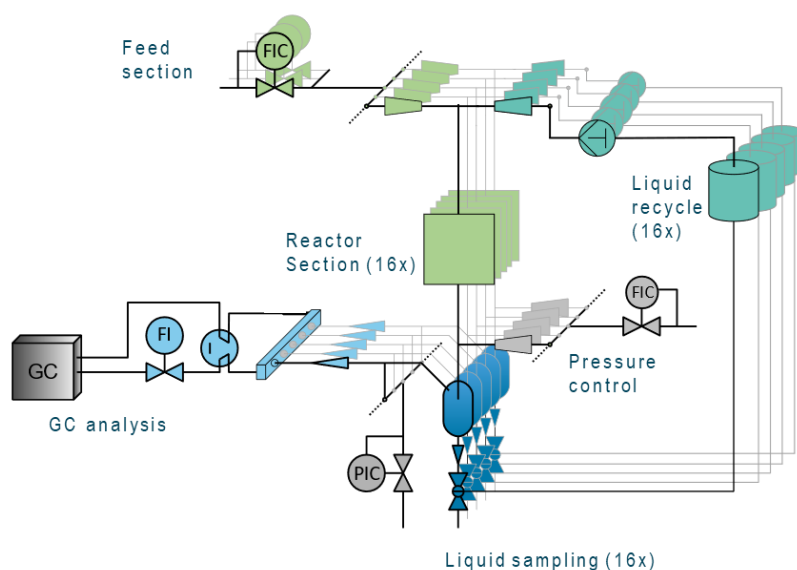 Feed
section
FIC
Liquid
recycle
(16x)
Reactor
Section (16x)
FIC
FI
GC
Pressure
control
GC analysis
PIC
Liquid sampling (16x)